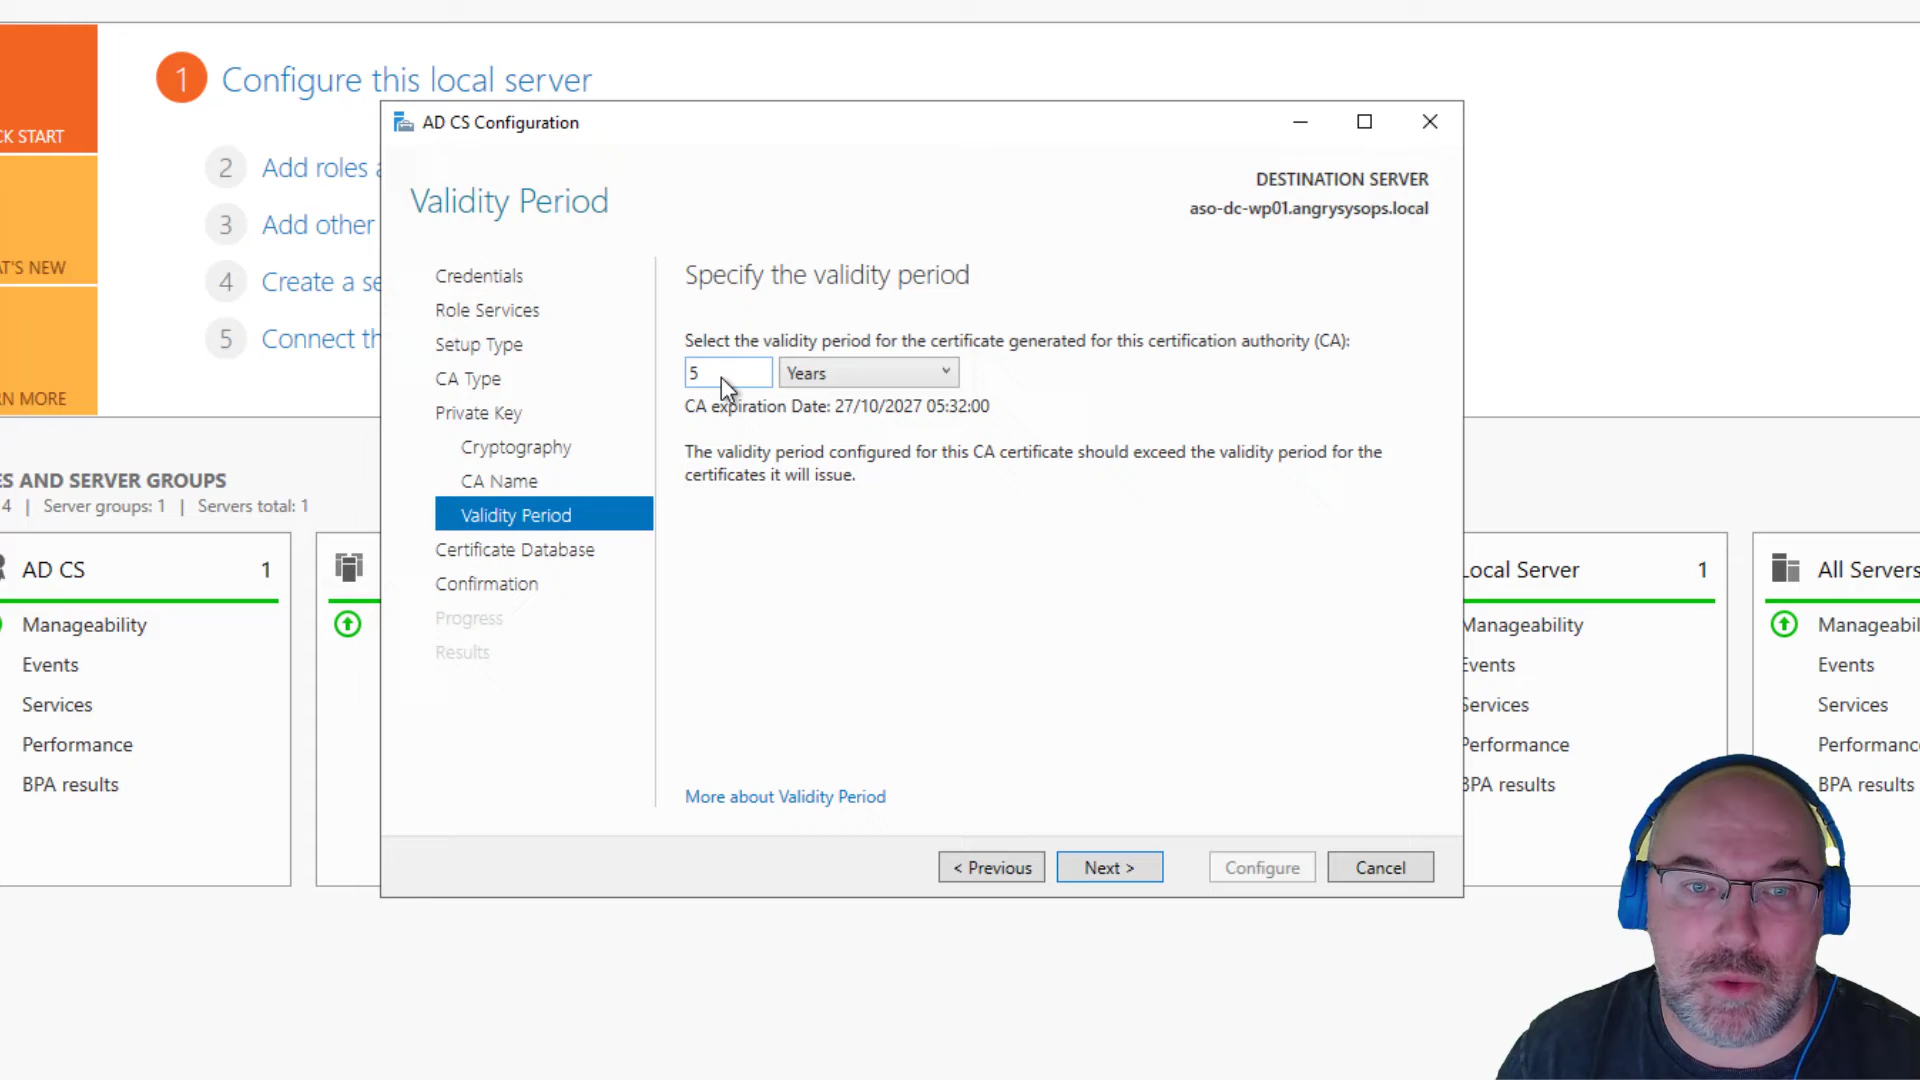 1 Configure this local server
CK START
2 Add roles a
3 Add other
4 Create a se
5 Connect th
AT'S NEW
RN MORE
AD CS Configuration
Validity Period
DESTINATION SERVER
aso-dc-wp01.angrysysops.local
Credentials
Role Services
Setup Type
CA Type
Private Key
Cryptography
CA Name
Validity Period
Certificate Database
Confirmation
Progress
Results
Specify the validity period
Select the validity period for the certificate generated for this certification authority (CA):
5 Years
CA expiration Date: 27/10/2027 05:32:00
The validity period configured for this CA certificate should exceed the validity period for the
certificates it will issue.
More about Validity Period
< Previous Next > Configure Cancel
ES AND SERVER GROUPS
4 | Server groups: 1 | Servers total: 1
AD CS 1
Manageability
Events
Services
Performance
BPA results
Local Server 1
Manageability
Events
Services
Performance
BPA results
All Servers
Manageabil
Events
Services
Performanc
BPA results